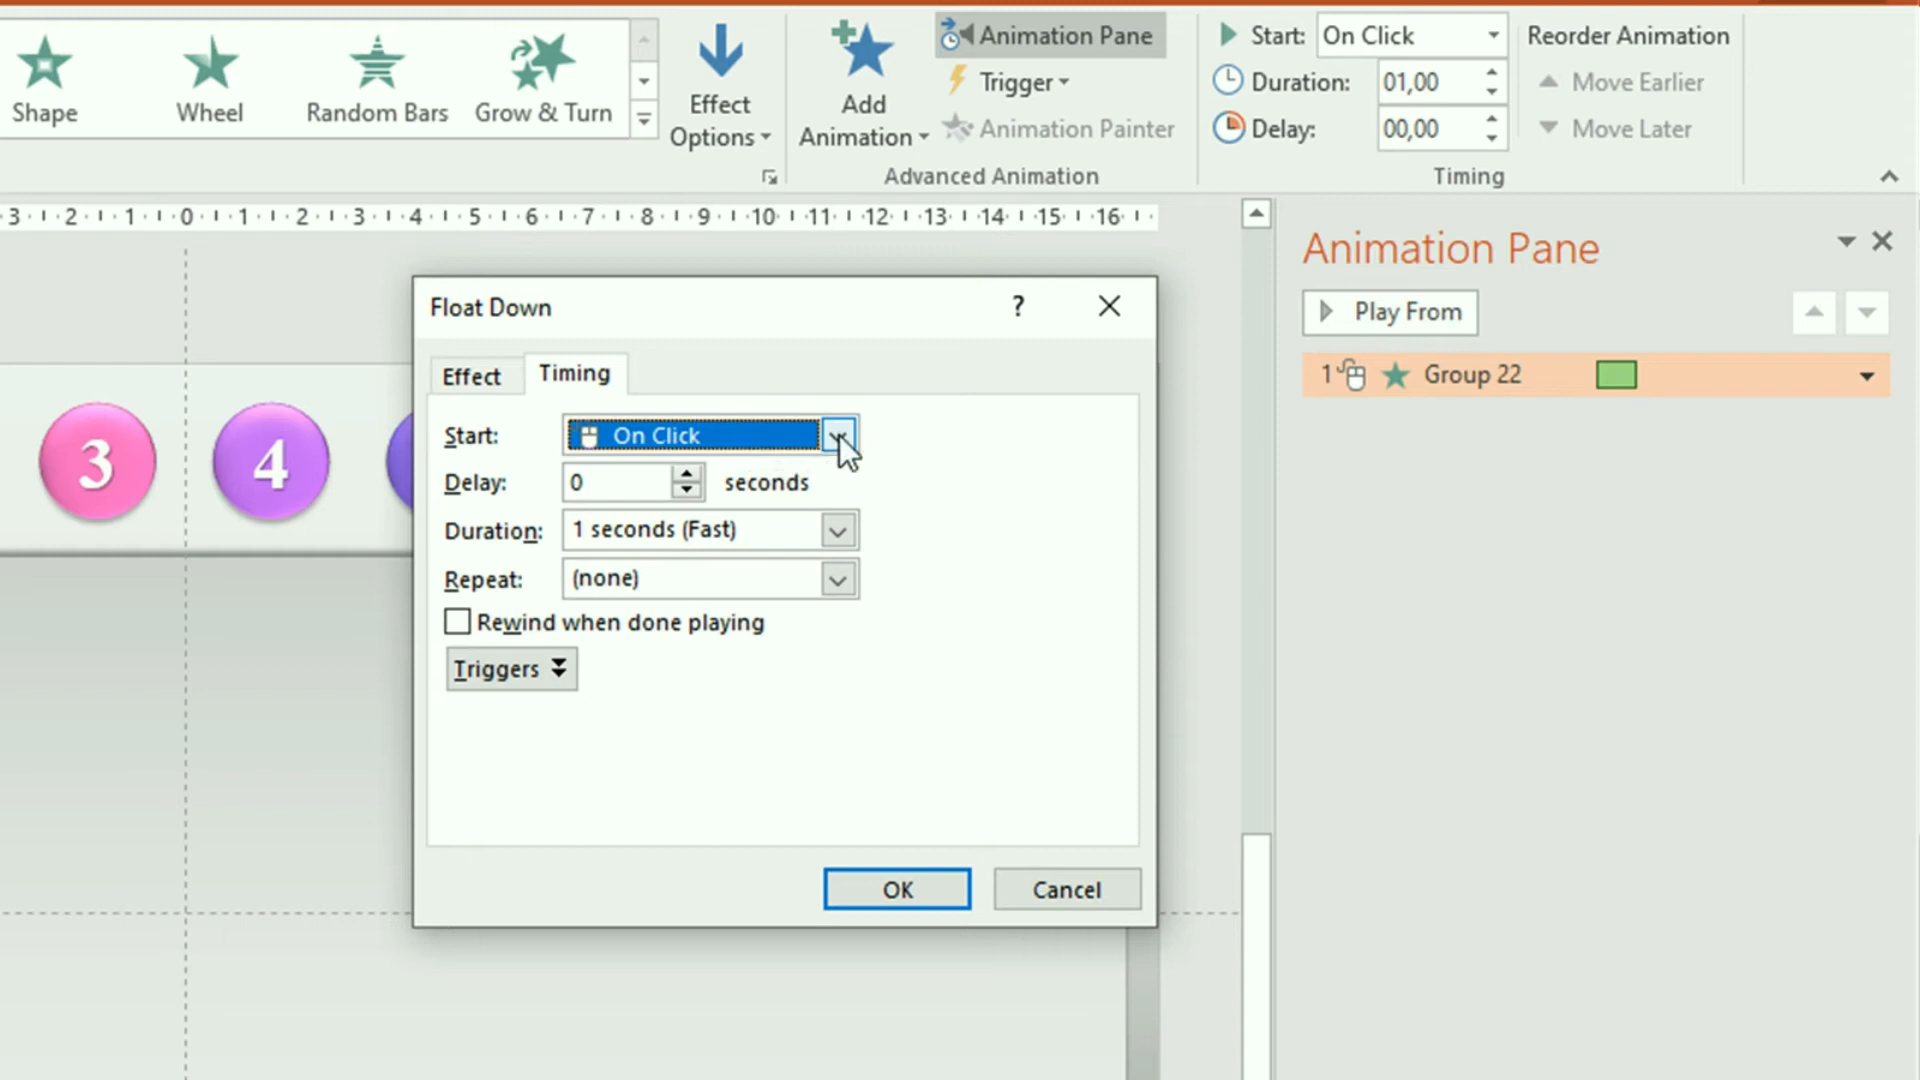 Shape
Wheel
Random Bars
Grow & Turn
Effect
Options
Add
Animation
Animation Pane
Trigger
Animation Painter
Advanced Animation
Start: On Click
Duration: 01,00
Delay: 00,00
Timing
Reorder Animation
Move Earlier
Move Later
3 2 1 0 1 2 3 4 5 6 7 8 9 10 11 12 13 14 15 16
Animation Pane
Play From
1 Group 22
3
4
Float Down ?
Effect Timing
Start: On Click
Delay: 0 seconds
Duration: 1 seconds (Fast)
Repeat: (none)
Rewind when done playing
Triggers
OK Cancel